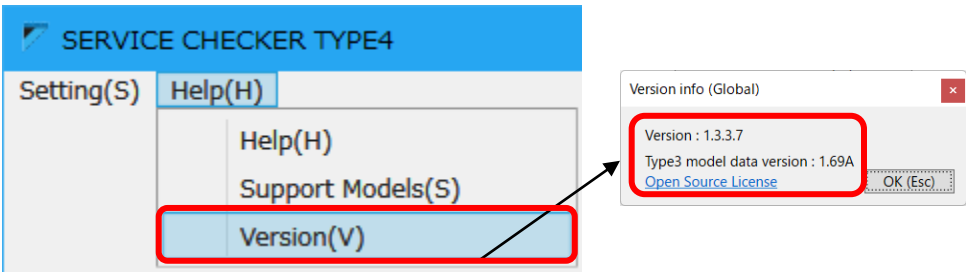 SERVICE CHECKER TYPE4
Setting(S) Help(H)
Help(H)
Support Models(S)
Version(V)
Version info (Global)
Version : 1.3.3.7
Type3 model data version : 1.69A
Open Source License
OK (Esc)